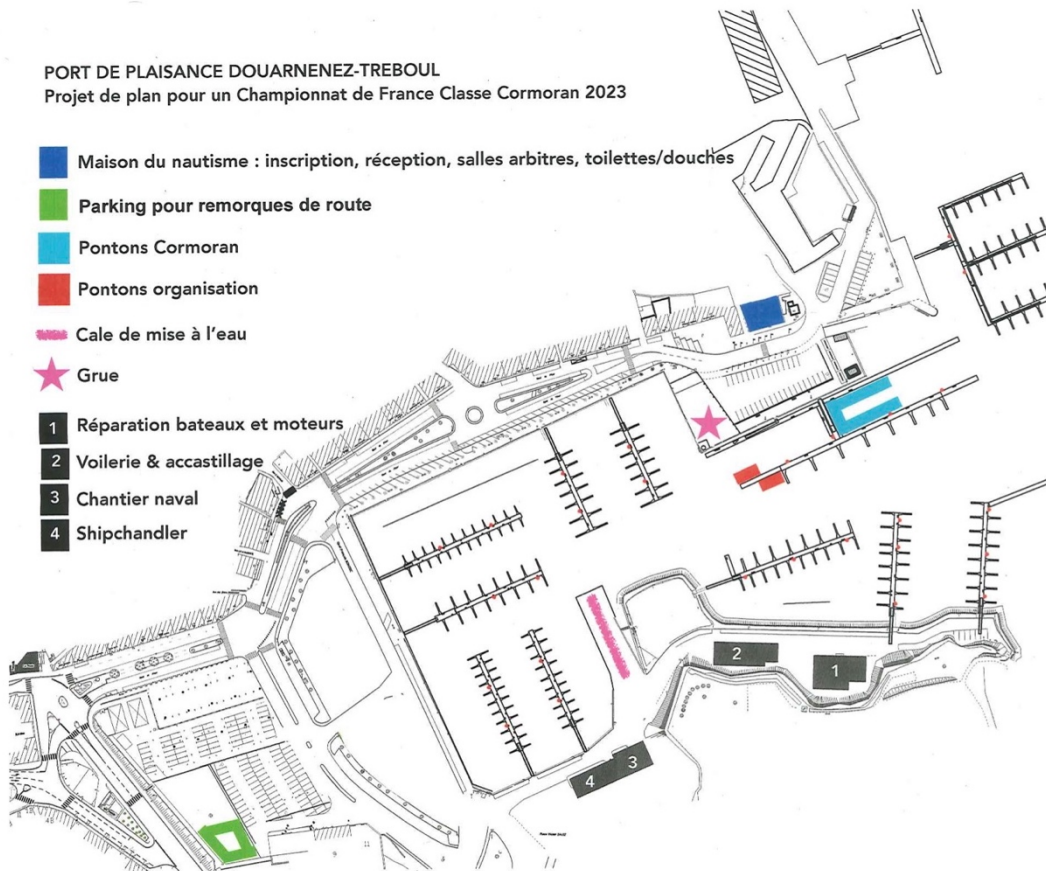 PORT DE PLAISANCE DOUARNENEZ-TREBOUL
Projet de plan pour un Championnat de France Classe Cormoran 2023
Maison du nautisme : inscription, réception, salles arbitres, toilettes/douches
Parking pour remorques de route
Pontons Cormoran
Pontons organisation
Cale de mise à l'eau
Grue
1 Réparation bateaux et moteurs
2 Voilerie & accastillage
3 Chantier naval
4 Shipchandler
2
1
3
4